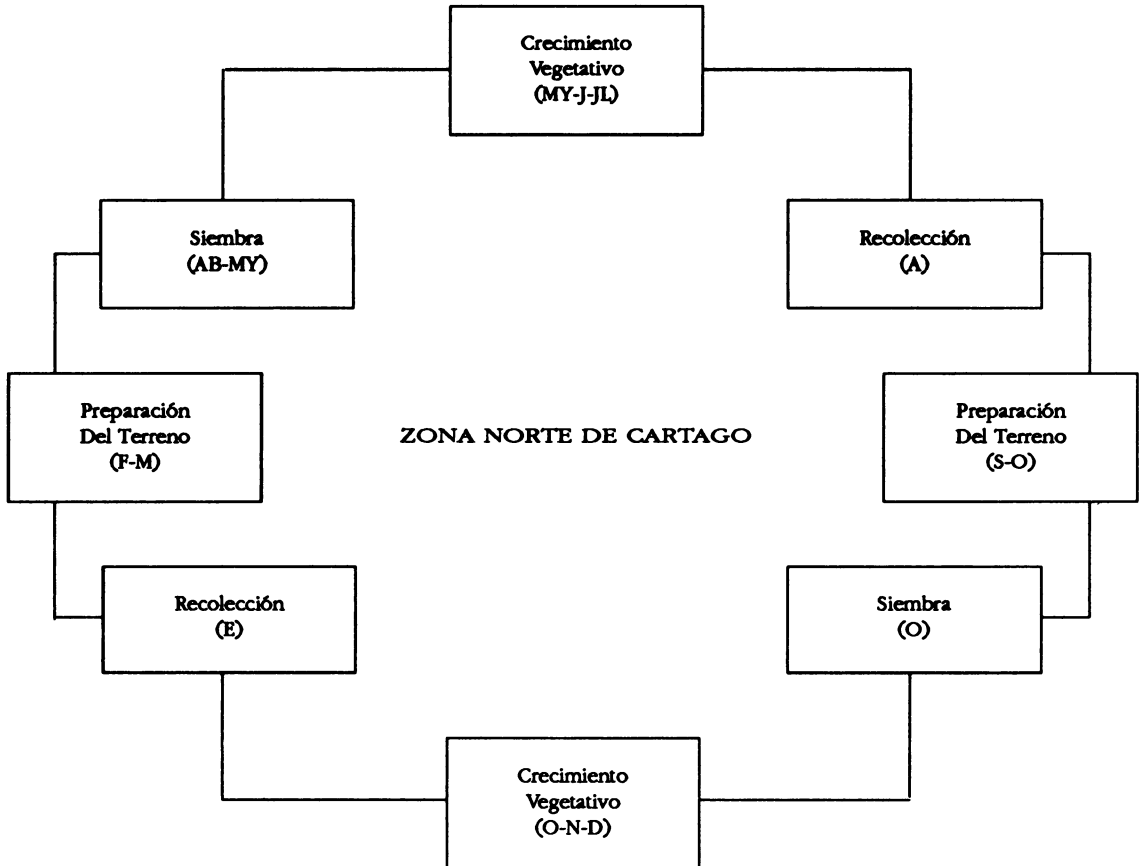 Crecimiento
Vegetativo
(MY-J-JL)
Siembra
(AB-MY)
Recolección
(A)
Preparación
Del Terreno
(F-M)
ZONA NORTE DE CARTAGO
Preparación
Del Terreno
(S-O)
Recolección
(E)
Siembra
(O)
Crecimiento
Vegetativo
(O-N-D)